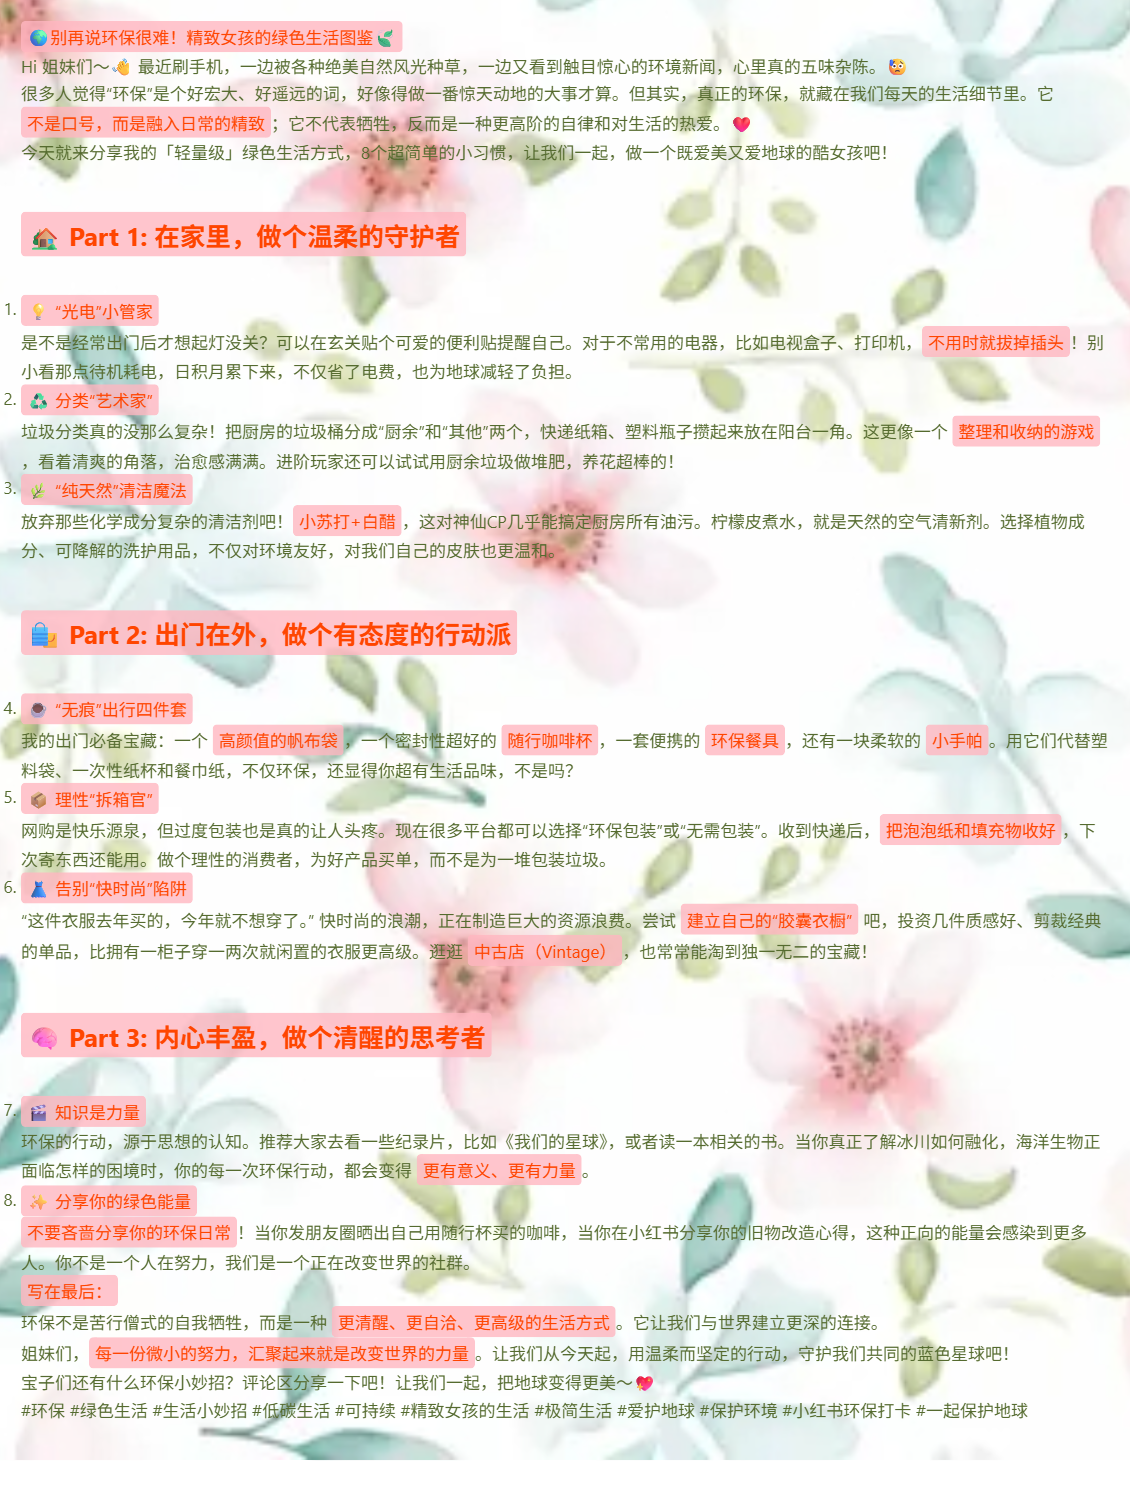 🌍别再说环保很难！精致女孩的绿色生活图鉴🌿
Hi 姐妹们～👋 最近刷手机，一边被各种绝美自然风光种草，一边又看到触目惊心的环境新闻，心里真的五味杂陈。😰
很多人觉得“环保”是个好宏大、好遥远的词，好像得做一番惊天动地的大事才算。但其实，真正的环保，就藏在我们每天的生活细节里。它
不是口号，而是融入日常的精致；它不代表牺牲，反而是一种更高阶的自律和对生活的热爱。❤️
今天就来分享我的「轻量级」绿色生活方式，8个超简单的小习惯，让我们一起，做一个既爱美又爱地球的酷女孩吧！
🏡 Part 1: 在家里，做个温柔的守护者
1. 💡 “光电”小管家
是不是经常出门后才想起灯没关？可以在玄关贴个可爱的便利贴提醒自己。对于不常用的电器，比如电视盒子、打印机，不用时就拔掉插头！别
小看那点待机耗电，日积月累下来，不仅省了电费，也为地球减轻了负担。
2. ♻️ 分类“艺术家”
垃圾分类真的没那么复杂！把厨房的垃圾桶分成“厨余”和“其他”两个，快递纸箱、塑料瓶子攒起来放在阳台一角。这更像一个 整理和收纳的游戏
，看着清爽的角落，治愈感满满。进阶玩家还可以试试用厨余垃圾做堆肥，养花超棒的！
3. 🌿 “纯天然”清洁魔法
放弃那些化学成分复杂的清洁剂吧！小苏打+白醋，这对神仙CP几乎能搞定厨房所有油污。柠檬皮煮水，就是天然的空气清新剂。选择植物成
分、可降解的洗护用品，不仅对环境友好，对我们自己的皮肤也更温和。
🛍️ Part 2: 出门在外，做个有态度的行动派
4. ☕ “无痕”出行四件套
我的出门必备宝藏：一个 高颜值的帆布袋，一个密封性超好的 随行咖啡杯，一套便携的 环保餐具，还有一块柔软的 小手帕。用它们代替塑
料袋、一次性纸杯和餐巾纸，不仅环保，还显得你超有生活品味，不是吗？
5. 📦 理性“拆箱官”
网购是快乐源泉，但过度包装也是真的让人头疼。现在很多平台都可以选择“环保包装”或“无需包装”。收到快递后，把泡泡纸和填充物收好，下
次寄东西还能用。做个理性的消费者，为好产品买单，而不是为一堆包装垃圾。
6. 👗 告别“快时尚”陷阱
“这件衣服去年买的，今年就不想穿了。” 快时尚的浪潮，正在制造巨大的资源浪费。尝试 建立自己的“胶囊衣橱” 吧，投资几件质感好、剪裁经典
的单品，比拥有一柜子穿一两次就闲置的衣服更高级。逛逛 中古店（Vintage），也常常能淘到独一无二的宝藏！
🧠 Part 3: 内心丰盈，做个清醒的思考者
7. 🎬 知识是力量
环保的行动，源于思想的认知。推荐大家去看一些纪录片，比如《我们的星球》，或者读一本相关的书。当你真正了解冰川如何融化，海洋生物正
面临怎样的困境时，你的每一次环保行动，都会变得 更有意义、更有力量。
8. ✨ 分享你的绿色能量
不要吝啬分享你的环保日常！当你发朋友圈晒出自己用随行杯买的咖啡，当你在小红书分享你的旧物改造心得，这种正向的能量会感染到更多
人。你不是一个人在努力，我们是一个正在改变世界的社群。
写在最后：
环保不是苦行僧式的自我牺牲，而是一种 更清醒、更自洽、更高级的生活方式。它让我们与世界建立更深的连接。
姐妹们，每一份微小的努力，汇聚起来就是改变世界的力量。让我们从今天起，用温柔而坚定的行动，守护我们共同的蓝色星球吧！
宝子们还有什么环保小妙招？评论区分享一下吧！让我们一起，把地球变得更美～💖
#环保 #绿色生活 #生活小妙招 #低碳生活 #可持续 #精致女孩的生活 #极简生活 #爱护地球 #保护环境 #小红书环保打卡 #一起保护地球